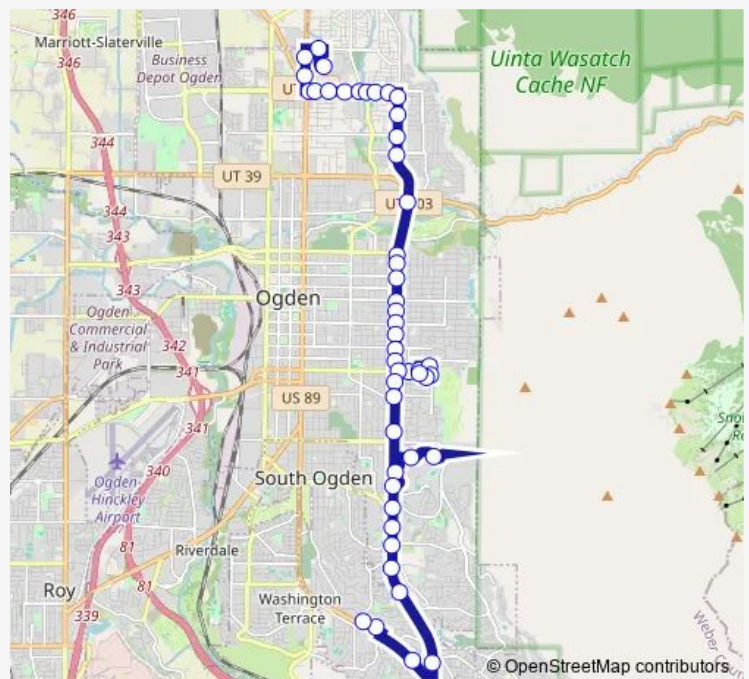 346
Marriott-Slaterville
346
Business
Depot Ogden
Uinta Wasatch
Cache NF
344
UT 39
344
343
343
Ogden
Ogden
Commercial
& Industrial
Park
342
341
US 89
341
340
Ogden
Hinckley
Airport
South Ogden
81
Riverdale
81
Roy
339
Washington
Terrace
© OpenStreetMap contributors